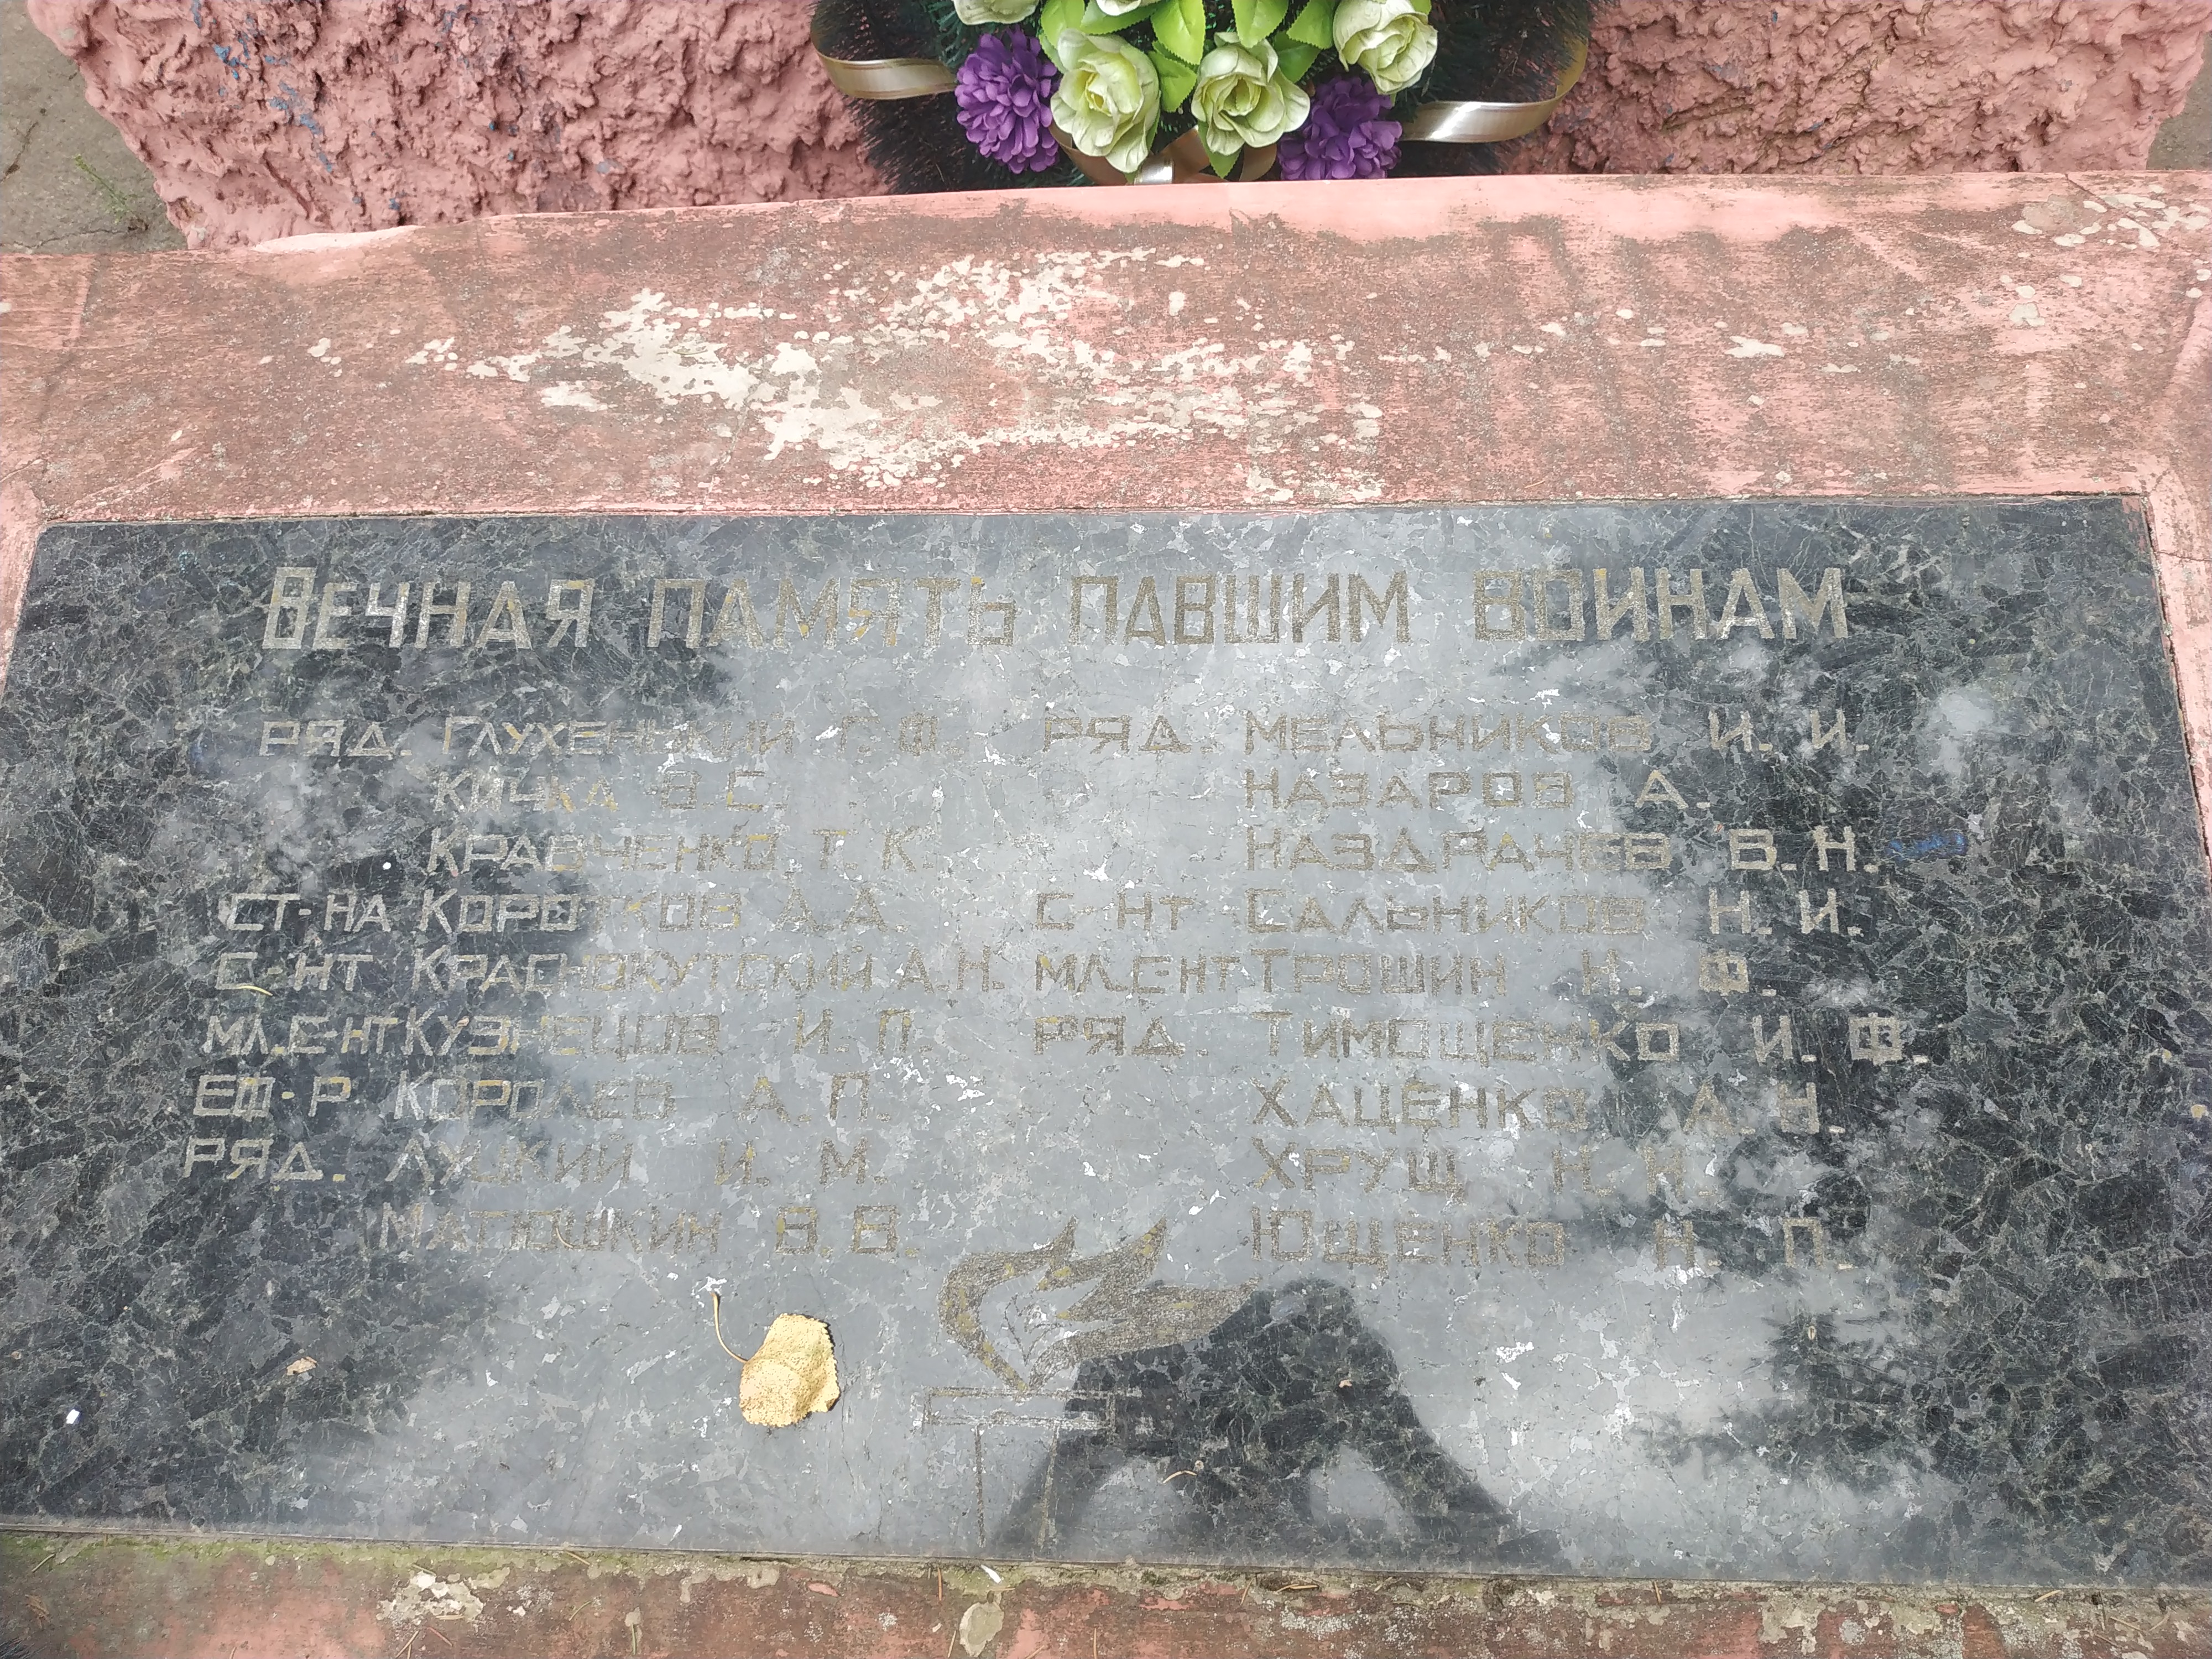 ВЕЧНАЯ ПАМЯТЬ ПАВШИМ ВОИНАМ
РЯД. ГЛУХЕНЬКИЙ Г. Ф.
КИЧКА В.С.
КРАВЧЕНКО Т. К.
СТ-НА КОРОТКОВ А. А.
С-НТ КРАСНОКУТСКИЙ А.Н.
МЛ.С-НТ КУЗНЕЦОВ И. П.
ЕФ-Р КОРОЛЕВ А. П.
РЯД. ЛУЦКИЙ И. М.
МАТЮШКИН В. В.
РЯД. МЕЛЬНИКОВ И. И.
НАЗАРОВ А.
НАЗДРАЧЕВ В. Н.
С-НТ САЛЬНИКОВ Н. И.
МЛ.С-НТ ТРОШИН Н. Ф.
РЯД. ТИМОЩЕНКО И. Ф.
ХАЦЕНКО А. Н.
ХРУЩ Н. Н.
ЮЩЕНКО Н. П.